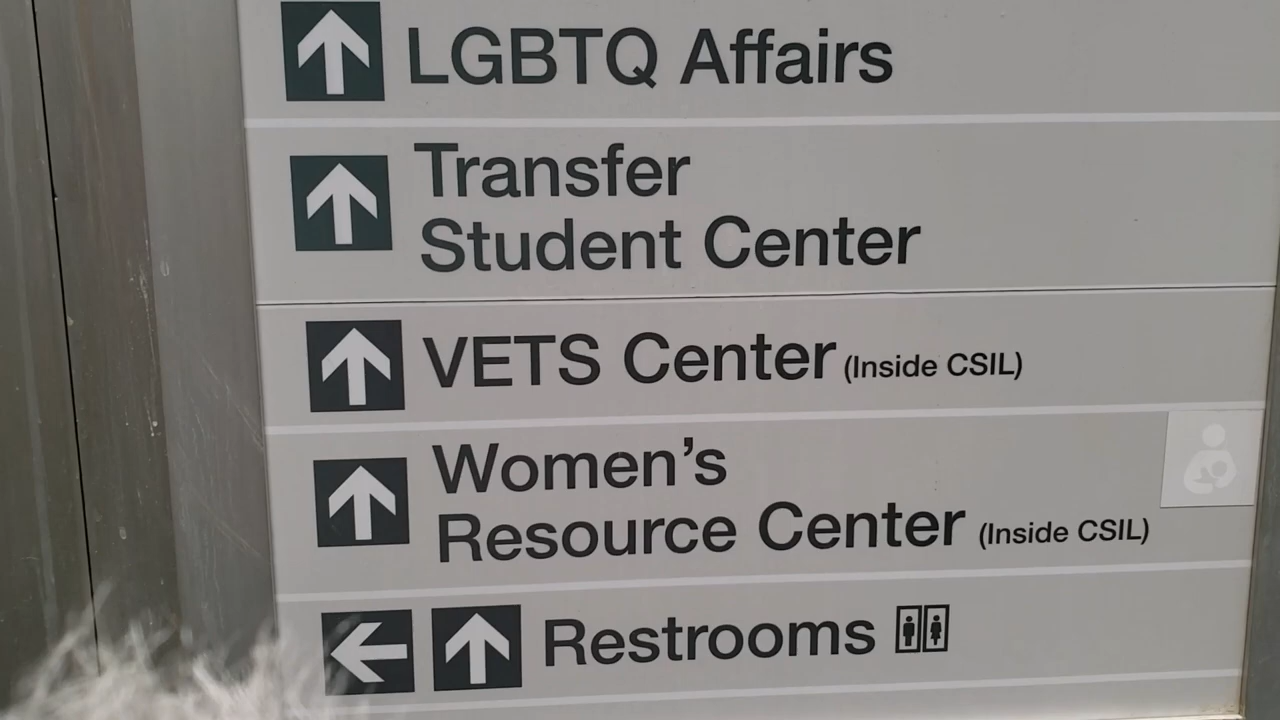 LGBTQ Affairs
Transfer
Student Center
VETS Center (Inside CSIL)
Women's
Resource Center (Inside CSIL)
Restrooms